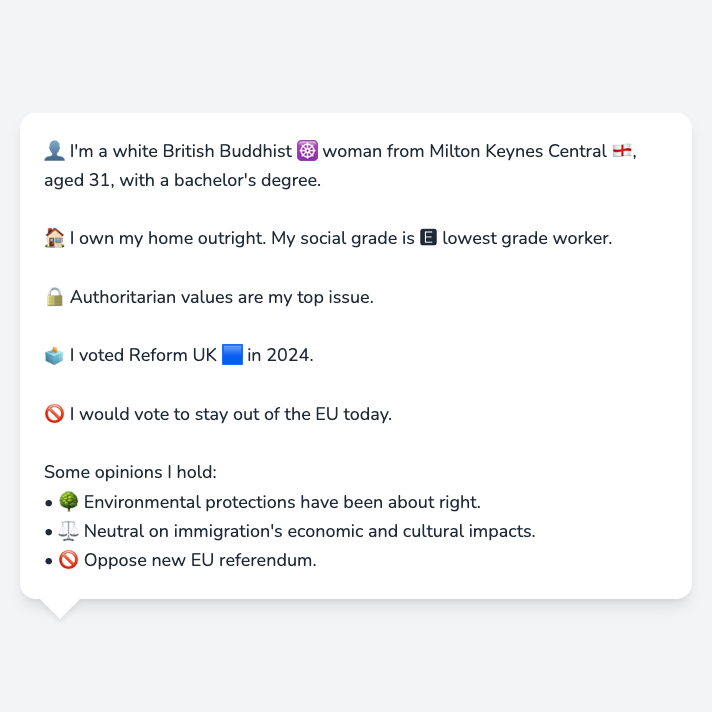 👤 I'm a white British Buddhist ☸️ woman from Milton Keynes Central 🏴󠁧󠁢󠁥󠁮󠁧󠁿,
aged 31, with a bachelor's degree.
🏠 I own my home outright. My social grade is 🅴 lowest grade worker.
🔒 Authoritarian values are my top issue.
🗳️ I voted Reform UK 🟦 in 2024.
🚫 I would vote to stay out of the EU today.
Some opinions I hold:
• 🌳 Environmental protections have been about right.
• ⚖️ Neutral on immigration's economic and cultural impacts.
• 🚫 Oppose new EU referendum.